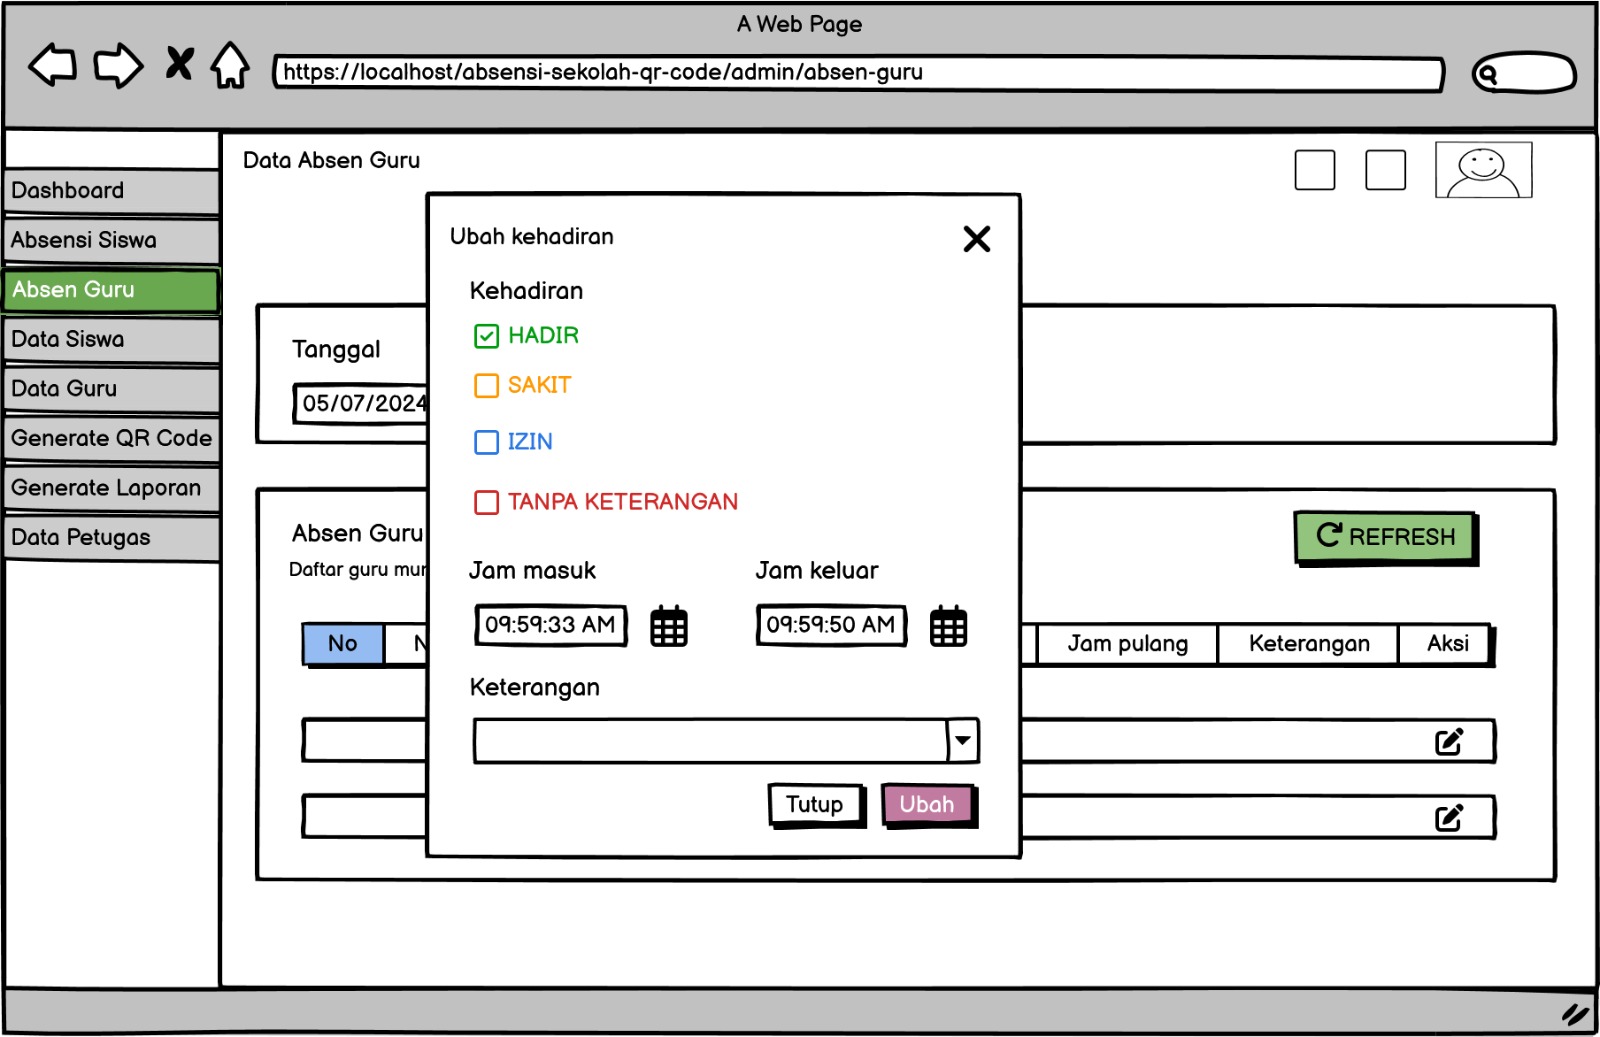 A Web Page
https://localhost/absensi-sekolah-qr-code/admin/absen-guru
Dashboard
Absensi Siswa
Absen Guru
Data Siswa
Data Guru
Generate QR Code
Generate Laporan
Data Petugas
Data Absen Guru
Tanggal
05/07/2024
Absen Guru
Daftar guru
REFRESH
No
Jam pulang
Keterangan
Aksi
Ubah kehadiran
Kehadiran
HADIR
SAKIT
IZIN
TANPA KETERANGAN
Jam masuk
Jam keluar
09:59:33 AM
09:59:50 AM
Keterangan
Tutup
Ubah